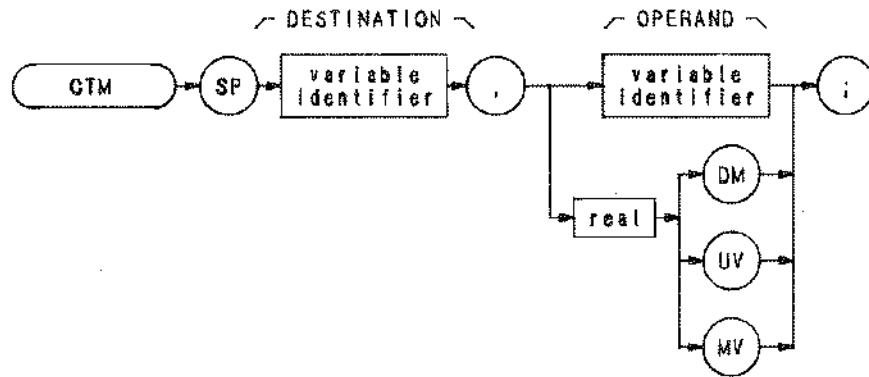 DESTINATION
OPERAND
CTM
SP
variable
identifier
,
variable
identifier
;
real
DM
UV
MV